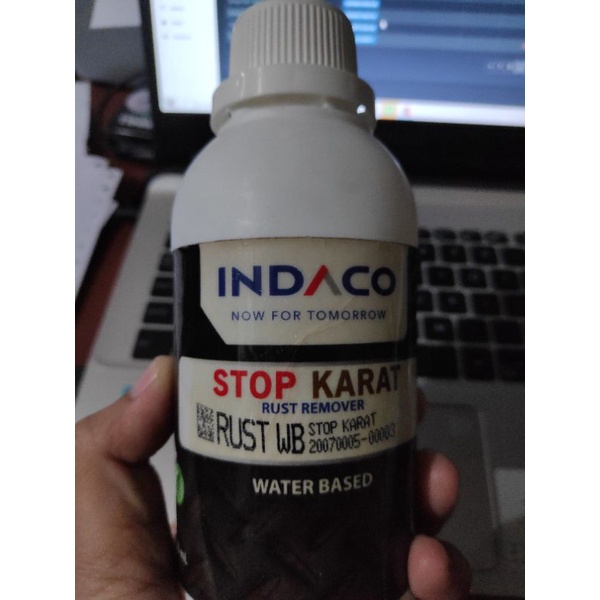 INDACO
NOW FOR TOMORROW
STOP KARAT
RUST REMOVER
RUST WB
STOP KARAT
20070005-00003
WATER BASED